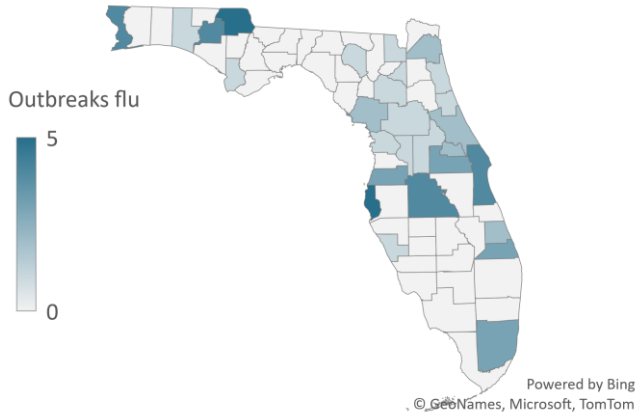 Outbreaks flu
5
0
Powered by Bing
© GeoNames, Microsoft, TomTom